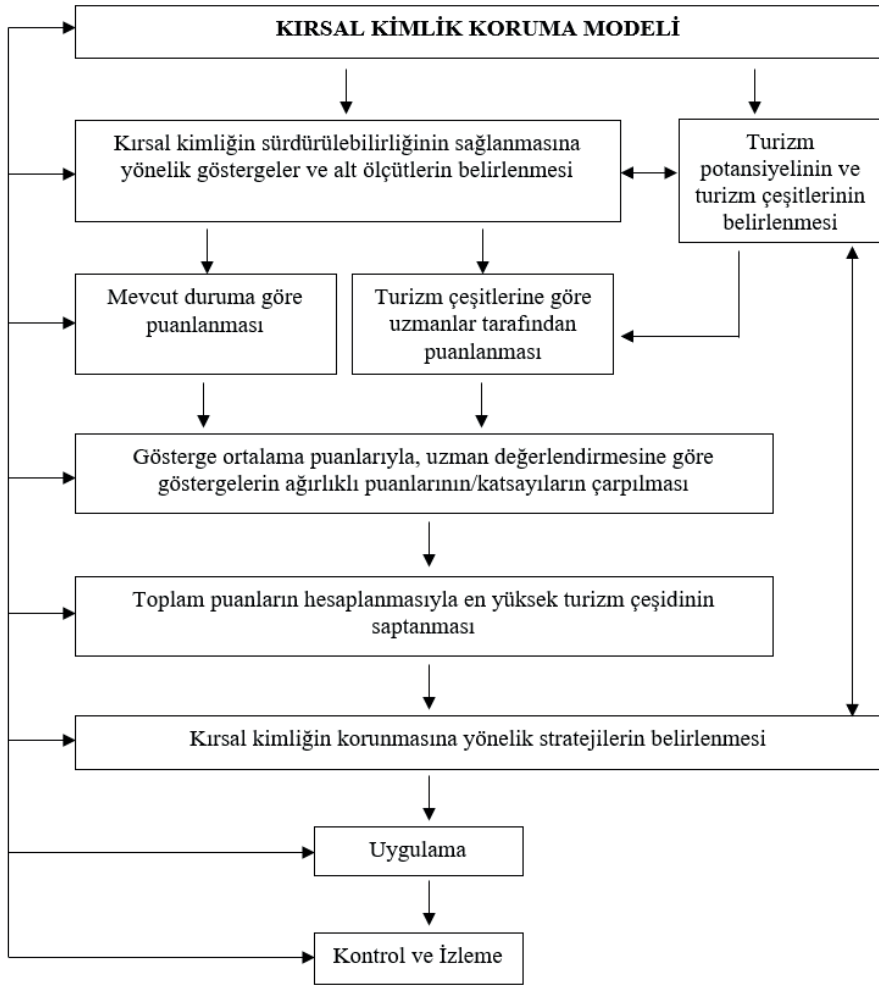 KIRSAL KİMLİK KORUMA MODELİ
Kırsal kimliğin sürdürülebilirliğinin sağlanmasına
yönelik göstergeler ve alt ölçütlerin belirlenmesi
Turizm
potansiyelinin ve
turizm çeşitlerinin
belirlenmesi
Mevcut duruma göre
puanlanması
Turizm çeşitlerine göre
uzmanlar tarafından
puanlanması
Gösterge ortalama puanlarıyla, uzman değerlendirmesine göre
göstergelerin ağırlıklı puanlarının/katsayıların çarpılması
Toplam puanların hesaplanmasıyla en yüksek turizm çeşidinin
saptanması
Kırsal kimliğin korunmasına yönelik stratejilerin belirlenmesi
Uygulama
Kontrol ve İzleme